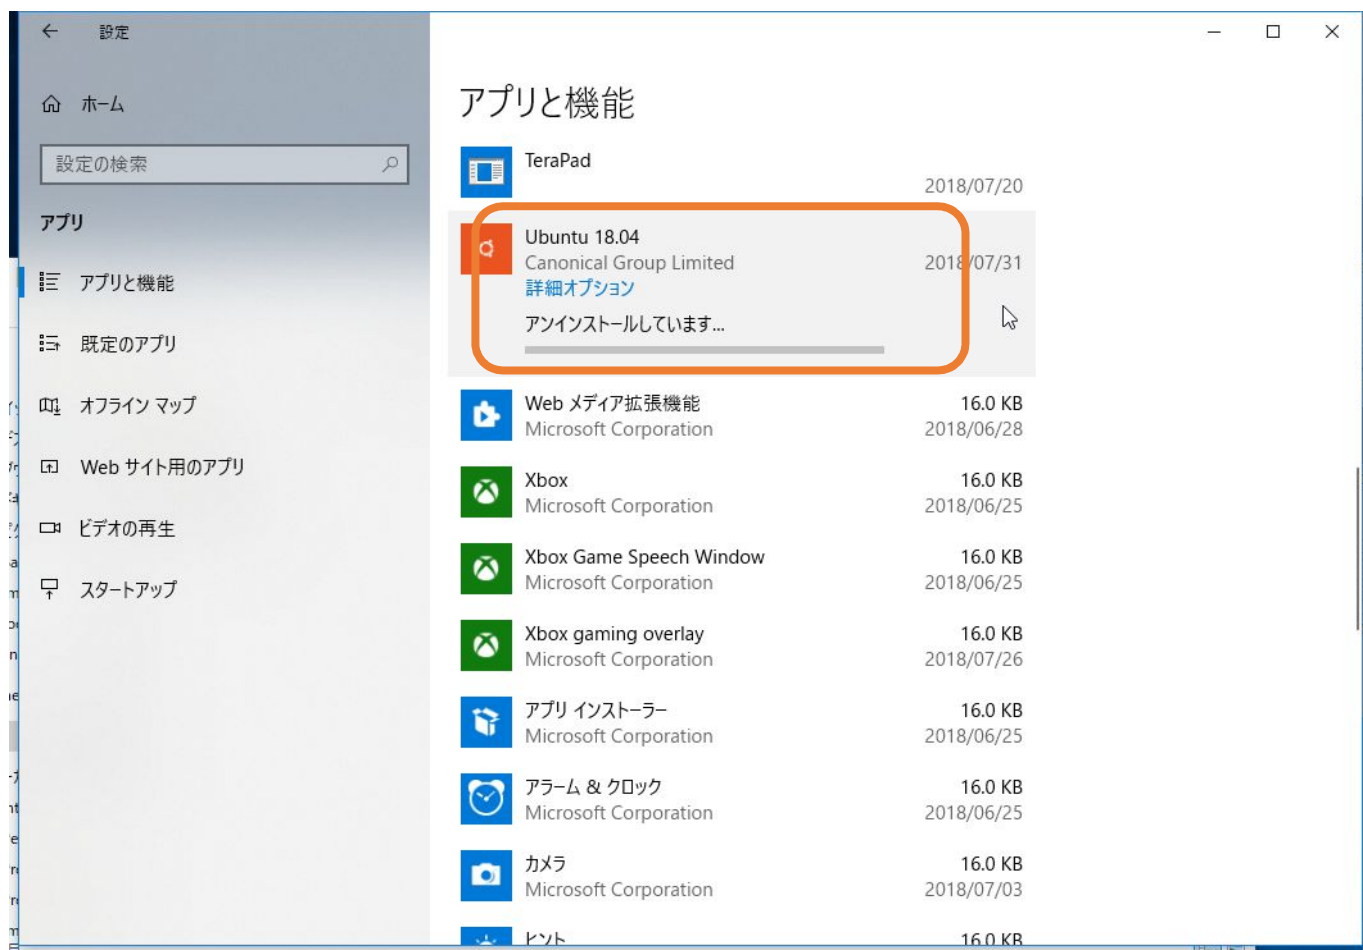 設定
ホーム
設定の検索
アプリ
アプリと機能
既定のアプリ
オフライン マップ
Web サイト用のアプリ
ビデオの再生
スタートアップ
アプリと機能
TeraPad
2018/07/20
Ubuntu 18.04
Canonical Group Limited 2018/07/31
詳細オプション
アンインストールしています...
Web メディア拡張機能 16.0 KB
Microsoft Corporation 2018/06/28
Xbox 16.0 KB
Microsoft Corporation 2018/06/25
Xbox Game Speech Window 16.0 KB
Microsoft Corporation 2018/06/25
Xbox gaming overlay 16.0 KB
Microsoft Corporation 2018/07/26
アプリ インストーラー 16.0 KB
Microsoft Corporation 2018/06/25
アラーム & クロック 16.0 KB
Microsoft Corporation 2018/06/25
カメラ 16.0 KB
Microsoft Corporation 2018/07/03
ヒント 16.0 KB